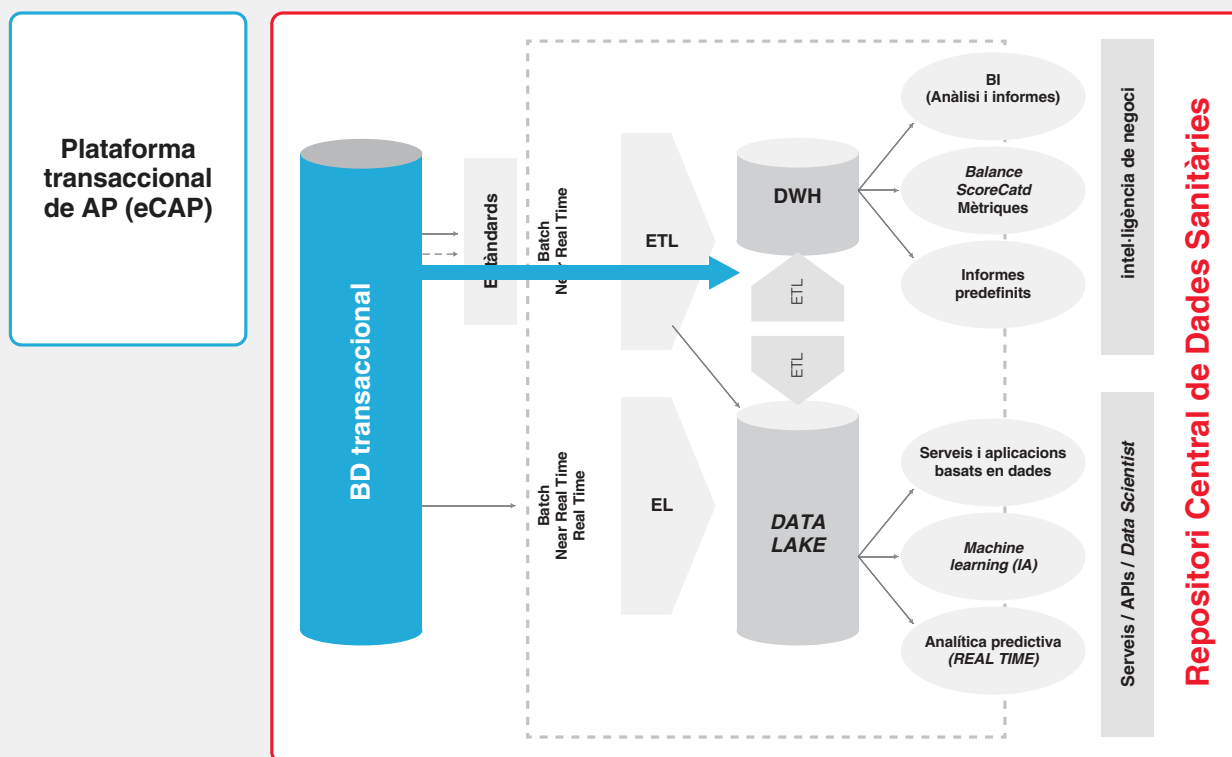 Plataforma
transaccional
de AP (eCAP)
BD transaccional
Estàndards
Batch
Near Real Time
ETL
DWH
ETL
ETL
BI
(Anàlisi i informes)
Balance
ScoreCatd
Mètriques
Informes
predefinits
intel·ligència de negoci
Batch
Near Real Time
Real Time
EL
DATA
LAKE
Serveis i aplicacions
basats en dades
Machine
learning (IA)
Analítica predictiva
(REAL TIME)
Serveis / APIs / Data Scientist
Repositori Central de Dades Sanitàries